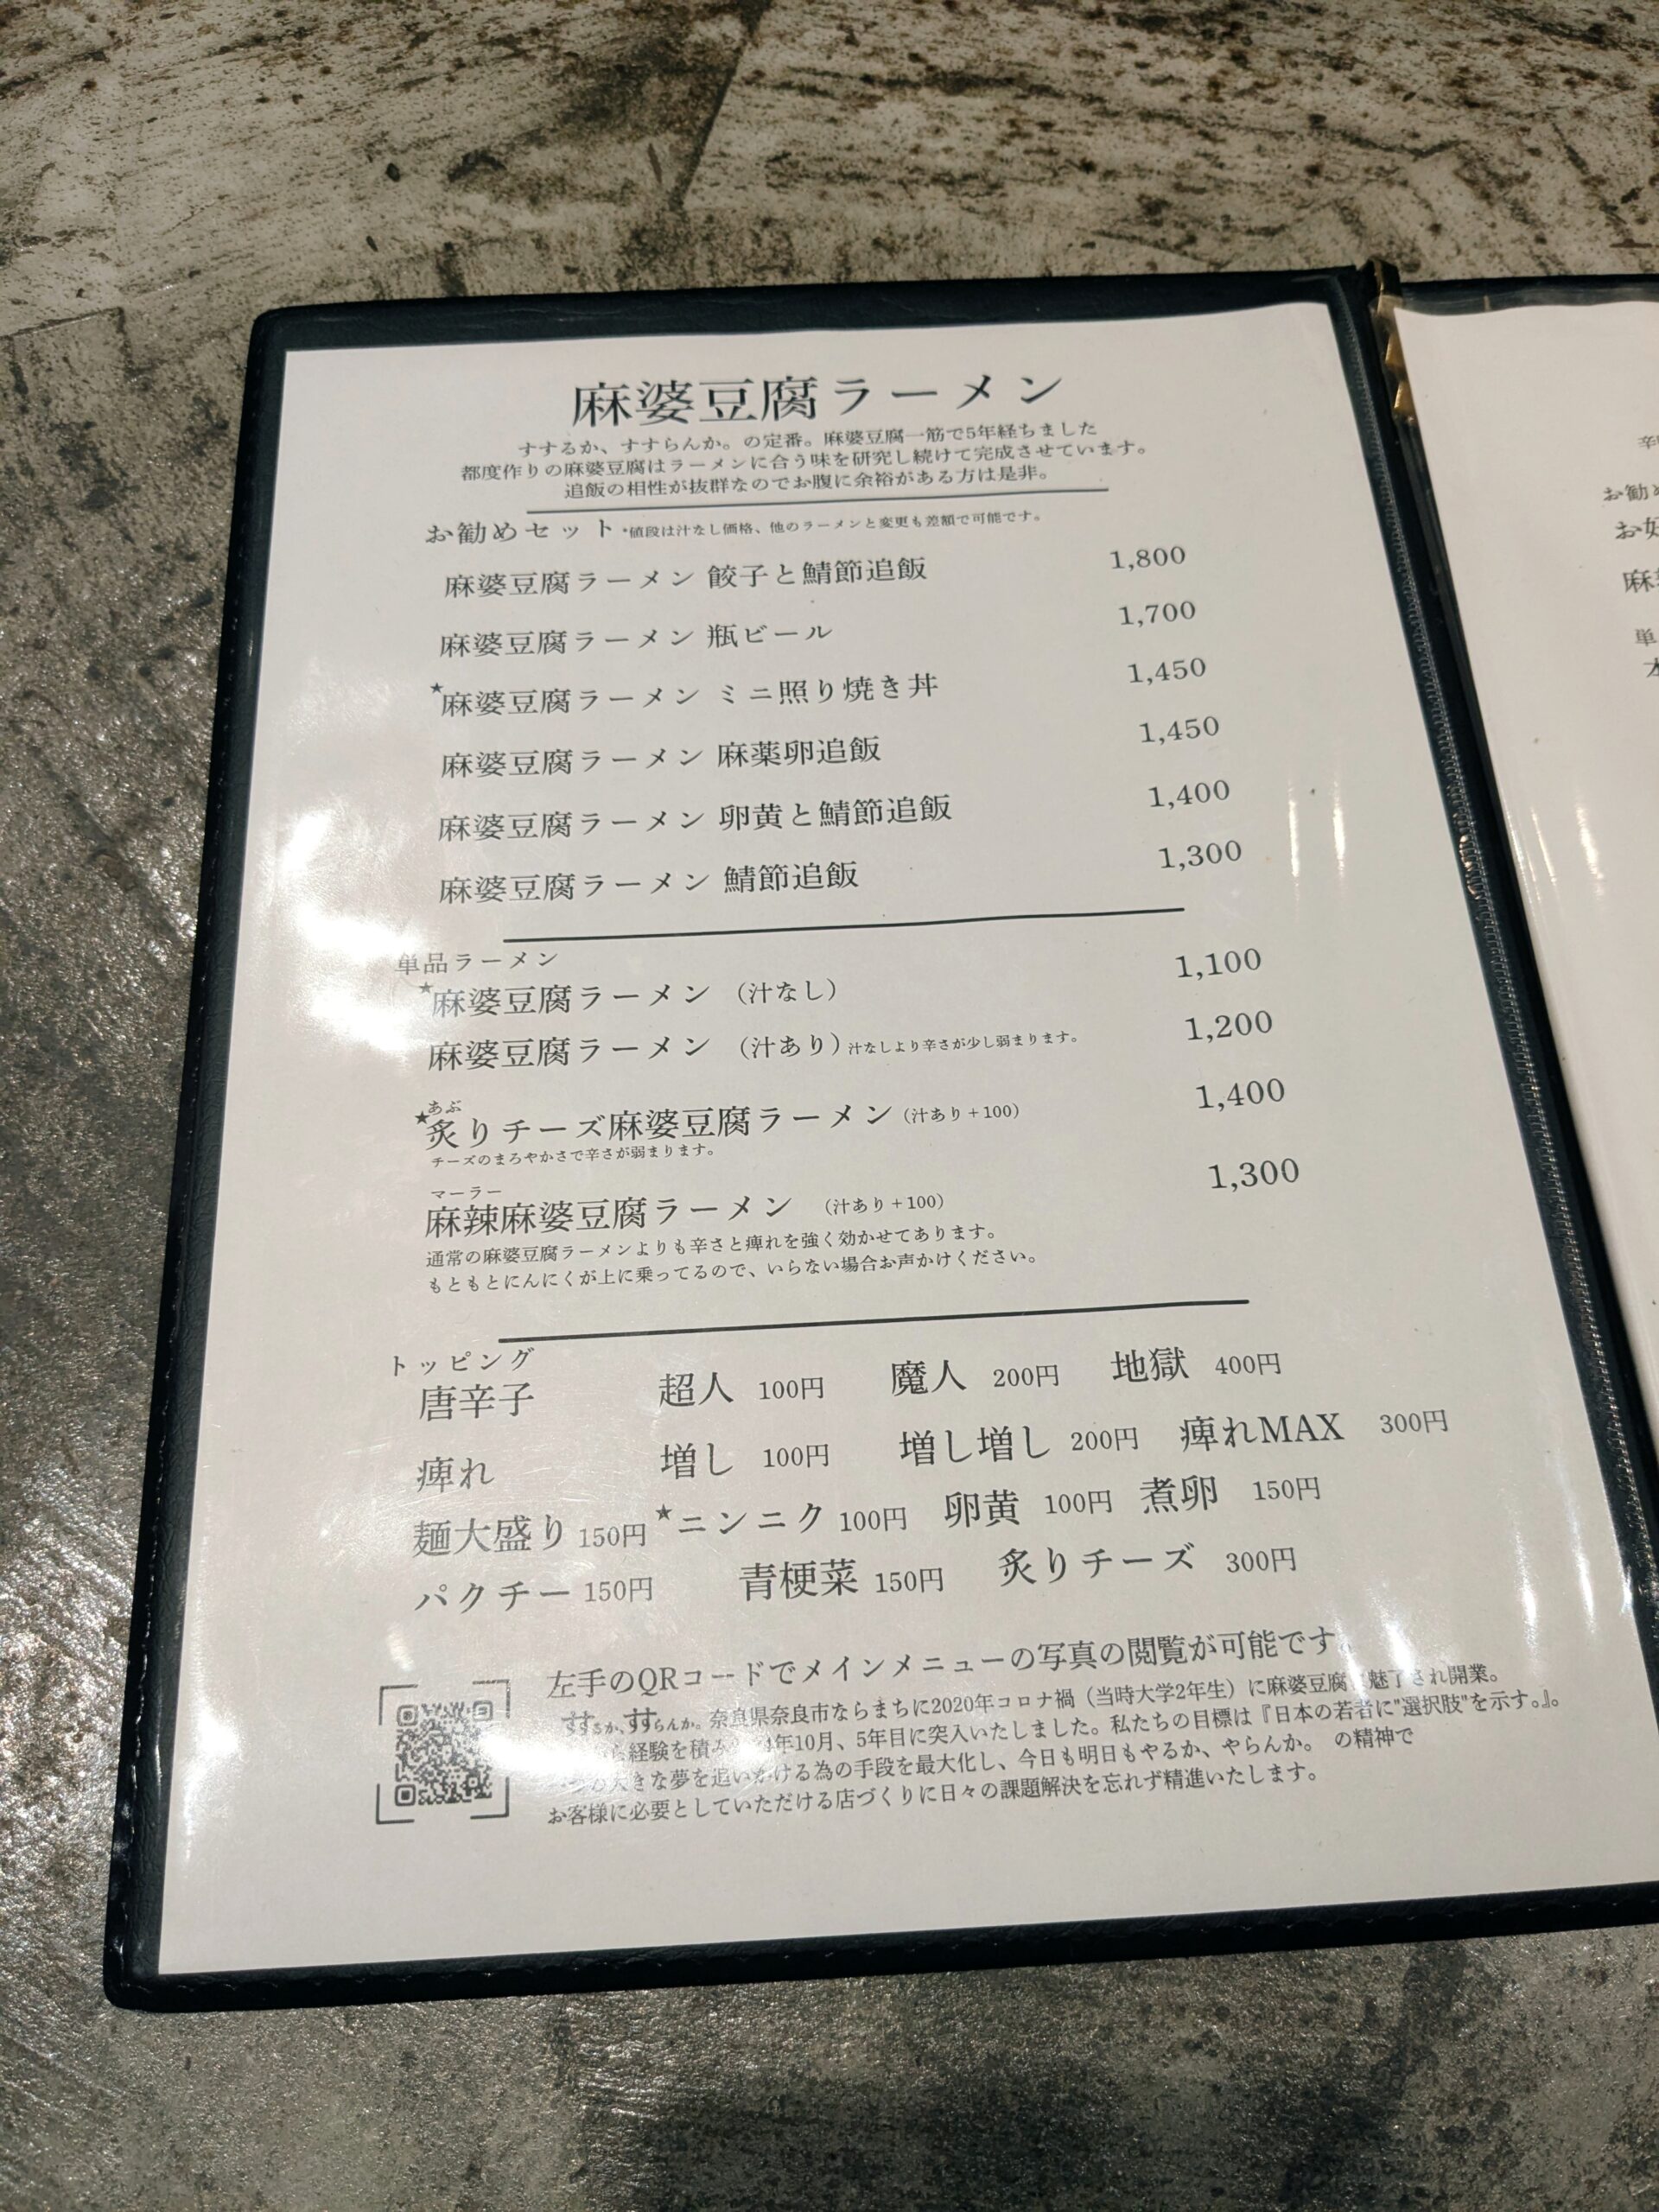 麻婆豆腐ラーメン
すするか、すすらんか。の定番。麻婆豆腐一筋で5年経ちました
都度作りの麻婆豆腐はラーメンに合う味を研究し続けて完成させています。
追飯の相性が抜群なのでお腹に余裕がある方は是非。
お勧めセット *値段は汁なし価格、他のラーメンと変更も差額で可能です。
麻婆豆腐ラーメン 餃子と鯖節追飯 1,800
麻婆豆腐ラーメン 瓶ビール 1,700
★麻婆豆腐ラーメン ミニ照り焼き丼 1,450
麻婆豆腐ラーメン 麻薬卵追飯 1,450
麻婆豆腐ラーメン 卵黄と鯖節追飯 1,400
麻婆豆腐ラーメン 鯖節追飯 1,300
単品ラーメン
★麻婆豆腐ラーメン (汁なし) 1,100
麻婆豆腐ラーメン (汁あり) 汁なしより辛さが少し弱まります。 1,200
あぶ
★炙りチーズ麻婆豆腐ラーメン (汁あり+100) 1,400
チーズのまろやかさで辛さが弱まります。
マーラー
麻辣麻婆豆腐ラーメン (汁あり+100) 1,300
通常の麻婆豆腐ラーメンよりも辛さと痺れを強く効かせてあります。
もともとにんにくが上に乗ってるので、いらない場合お声かけください。
トッピング
唐辛子 超人 100円 魔人 200円 地獄 400円
痺れ 増し 100円 増し増し 200円 痺れMAX 300円
麺大盛り 150円 ★ニンニク 100円 卵黄 100円 煮卵 150円
パクチー 150円 青梗菜 150円 炙りチーズ 300円
左手のQRコードでメインメニューの写真の閲覧が可能です。
すするか、すすらんか。奈良県奈良市ならまちに2020年コロナ禍（当時大学2年生）に麻婆豆腐 魅了され開業。
経験を積み 4年10月、5年目に突入いたしました。私たちの目標は『日本の若者に"選択肢"を示す。』。
大きな夢を追いかける為の手段を最大化し、今日も明日もやるか、やらんか。 の精神で
お客様に必要としていただける店づくりに日々の課題解決を忘れず精進いたします。
お勧め
麻
単